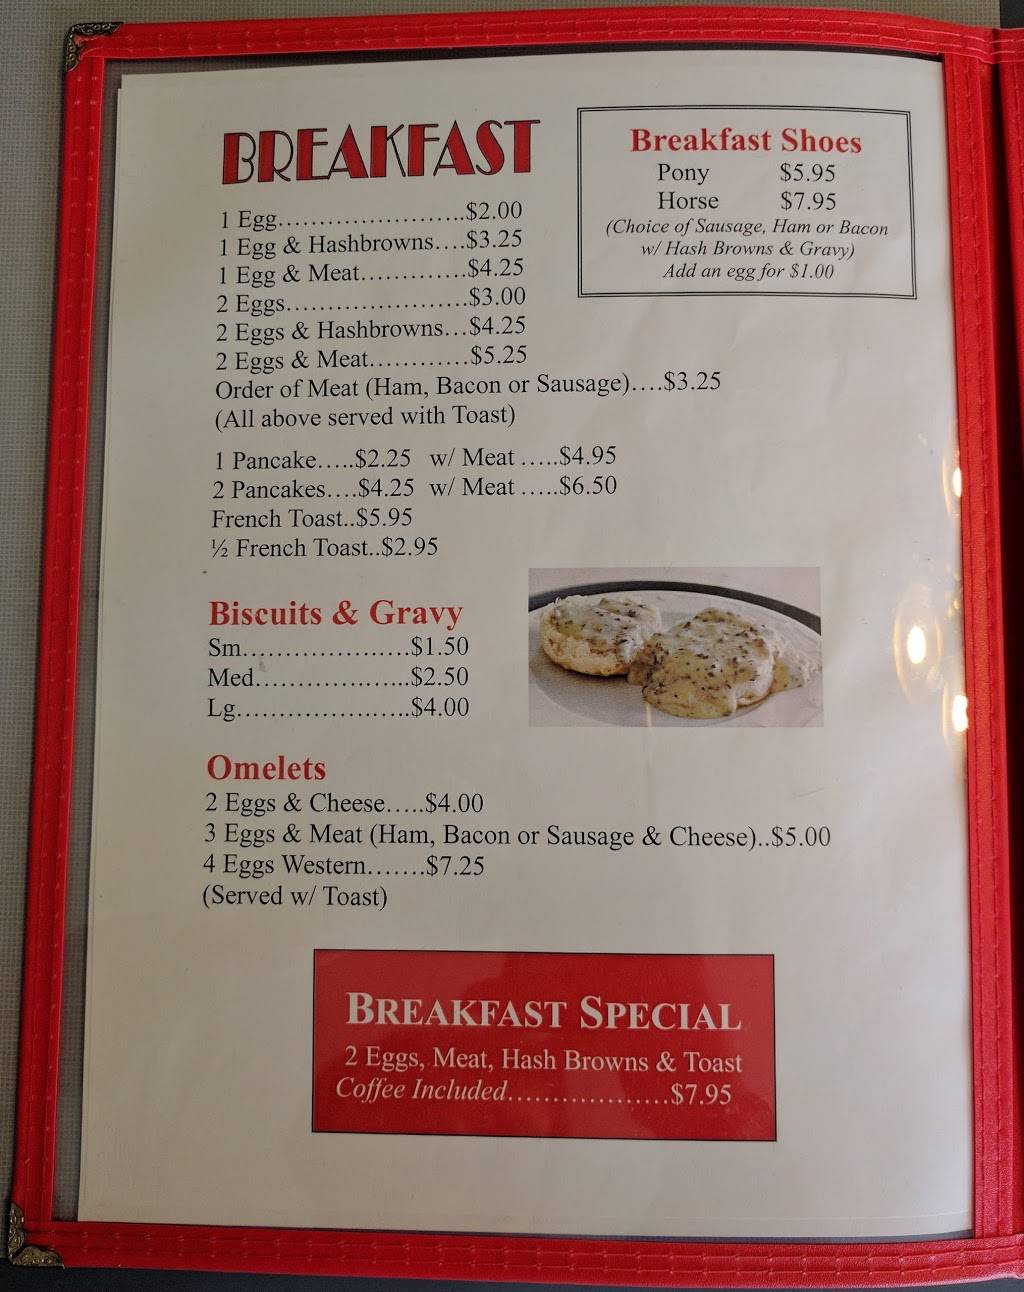 BREAKFAST
1 Egg.......................$2.00
1 Egg & Hashbrowns....$3.25
1 Egg & Meat.............$4.25
2 Eggs......................$3.00
2 Eggs & Hashbrowns...$4.25
2 Eggs & Meat............$5.25
Order of Meat (Ham, Bacon or Sausage)....$3.25
(All above served with Toast)
1 Pancake.....$2.25 w/ Meat .....$4.95
2 Pancakes....$4.25 w/ Meat .....$6.50
French Toast..$5.95
½ French Toast..$2.95
Breakfast Shoes
Pony $5.95
Horse $7.95
(Choice of Sausage, Ham or Bacon
w/ Hash Browns & Gravy)
Add an egg for $1.00
Biscuits & Gravy
Sm....................$1.50
Med...................$2.50
Lg.....................$4.00
Omelets
2 Eggs & Cheese.....$4.00
3 Eggs & Meat (Ham, Bacon or Sausage & Cheese)..$5.00
4 Eggs Western.......$7.25
(Served w/ Toast)
BREAKFAST SPECIAL
2 Eggs, Meat, Hash Browns & Toast
Coffee Included...................$7.95